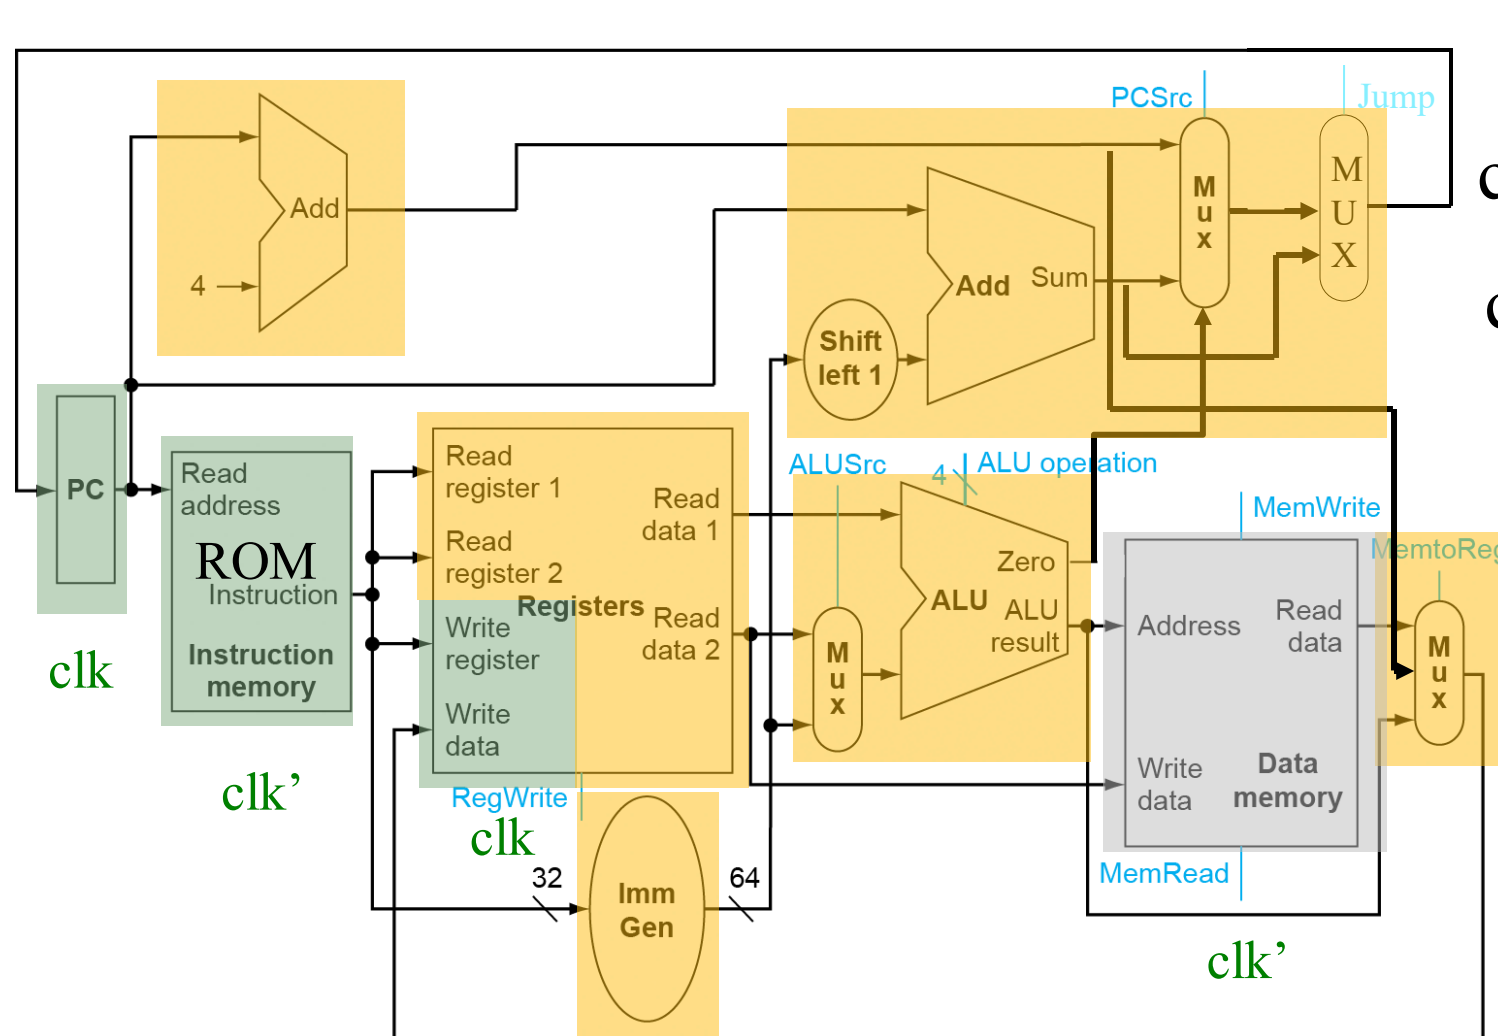 PCSrc
Jump
Add
4
M
u
x
M
U
X
Add
Sum
Shift
left 1
PC
Read
address
ROM
Instruction
Instruction
memory
clk
clk’
Read
register 1
Read
register 2
Registers
Write
register
Write
data
Read
data 1
Read
data 2
RegWrite
clk
ALUSrc
4
ALU operation
M
u
x
Zero
ALU
ALU
result
MemWrite
Address
Read
data
Write
data
Data
memory
MemRead
MemtoReg
M
u
x
32
Imm
Gen
64
clk’